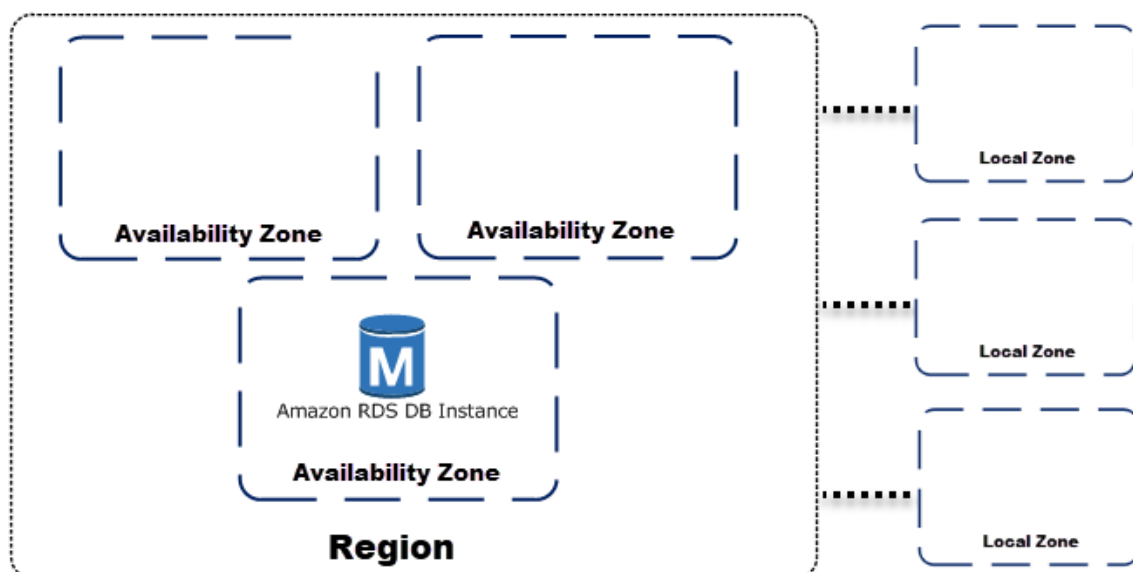 Availability Zone
Availability Zone
M
Amazon RDS DB Instance
Availability Zone
Region
Local Zone
Local Zone
Local Zone